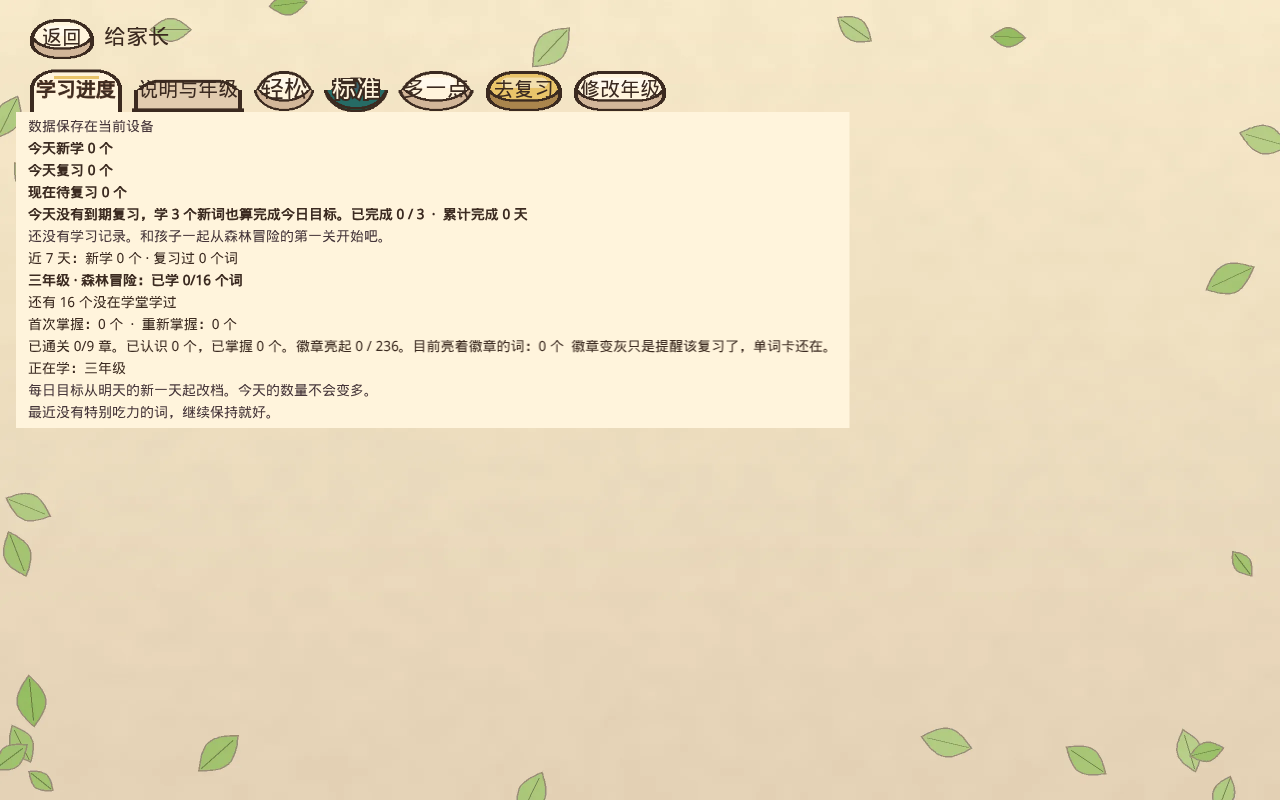 返回 给家长
学习进度 说明与年级 轻松 标准 多一点 去复习 修改年级
数据保存在当前设备
今天新学 0 个
今天复习 0 个
现在待复习 0 个
今天没有到期复习，学 3 个新词也算完成今日目标。已完成 0 / 3 · 累计完成 0 天
还没有学习记录。和孩子一起从森林冒险的第一关开始吧。
近 7 天：新学 0 个 · 复习过 0 个词
三年级 · 森林冒险：已学 0/16 个词
还有 16 个没在学堂学过
首次掌握：0 个 · 重新掌握：0 个
已通关 0/9 章。已认识 0 个，已掌握 0 个。徽章亮起 0 / 236。目前亮着徽章的词：0 个 徽章变灰只是提醒该复习了，单词卡还在。
正在学：三年级
每日目标从明天的新一天起改档。今天的数量不会变多。
最近没有特别吃力的词，继续保持就好。